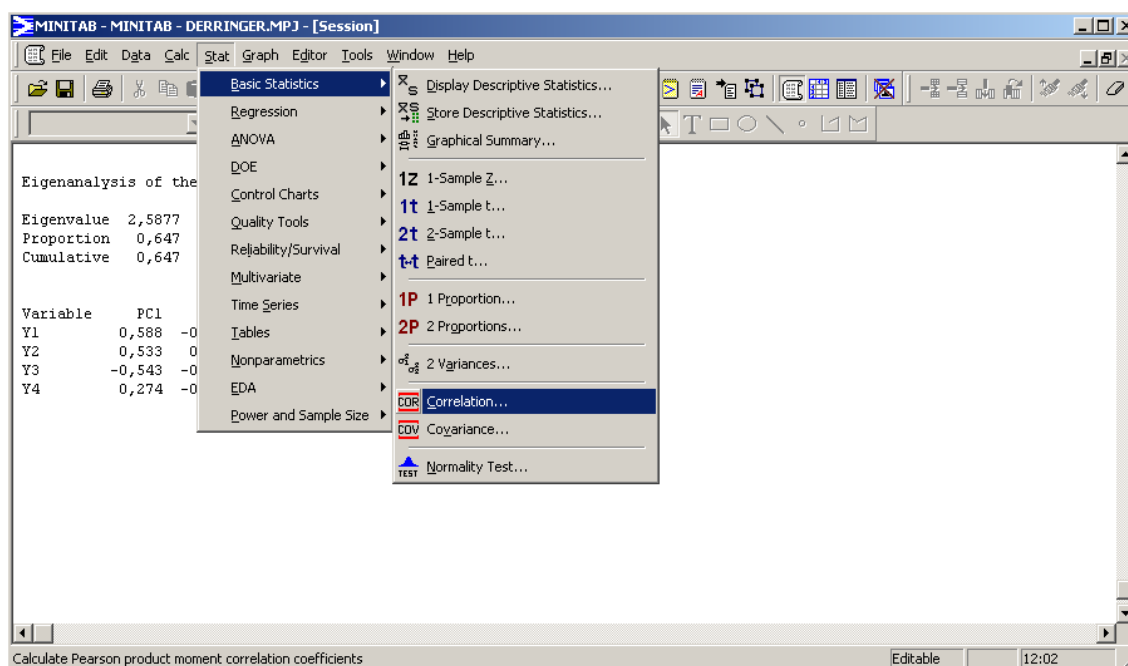 MINITAB - MINITAB - DERRINGER.MPJ - [Session]
File Edit Data Calc Stat Graph Editor Tools Window Help
Eigenanalysis of the
Eigenvalue 2,5877
Proportion 0,647
Cumulative 0,647
Variable PC1
Y1 0,588 -0
Y2 0,533 0
Y3 -0,543 -0
Y4 0,274 -0
Basic Statistics
Regression
ANOVA
DOE
Control Charts
Quality Tools
Reliability/Survival
Multivariate
Time Series
Tables
Nonparametrics
EDA
Power and Sample Size
Display Descriptive Statistics...
Store Descriptive Statistics...
Graphical Summary...
1Z 1-Sample Z...
1t 1-Sample t...
2t 2-Sample t...
t-t Paired t...
1P 1 Proportion...
2P 2 Proportions...
2 Variances...
COR Correlation...
COV Covariance...
TEST Normality Test...
Calculate Pearson product moment correlation coefficients Editable 12:02